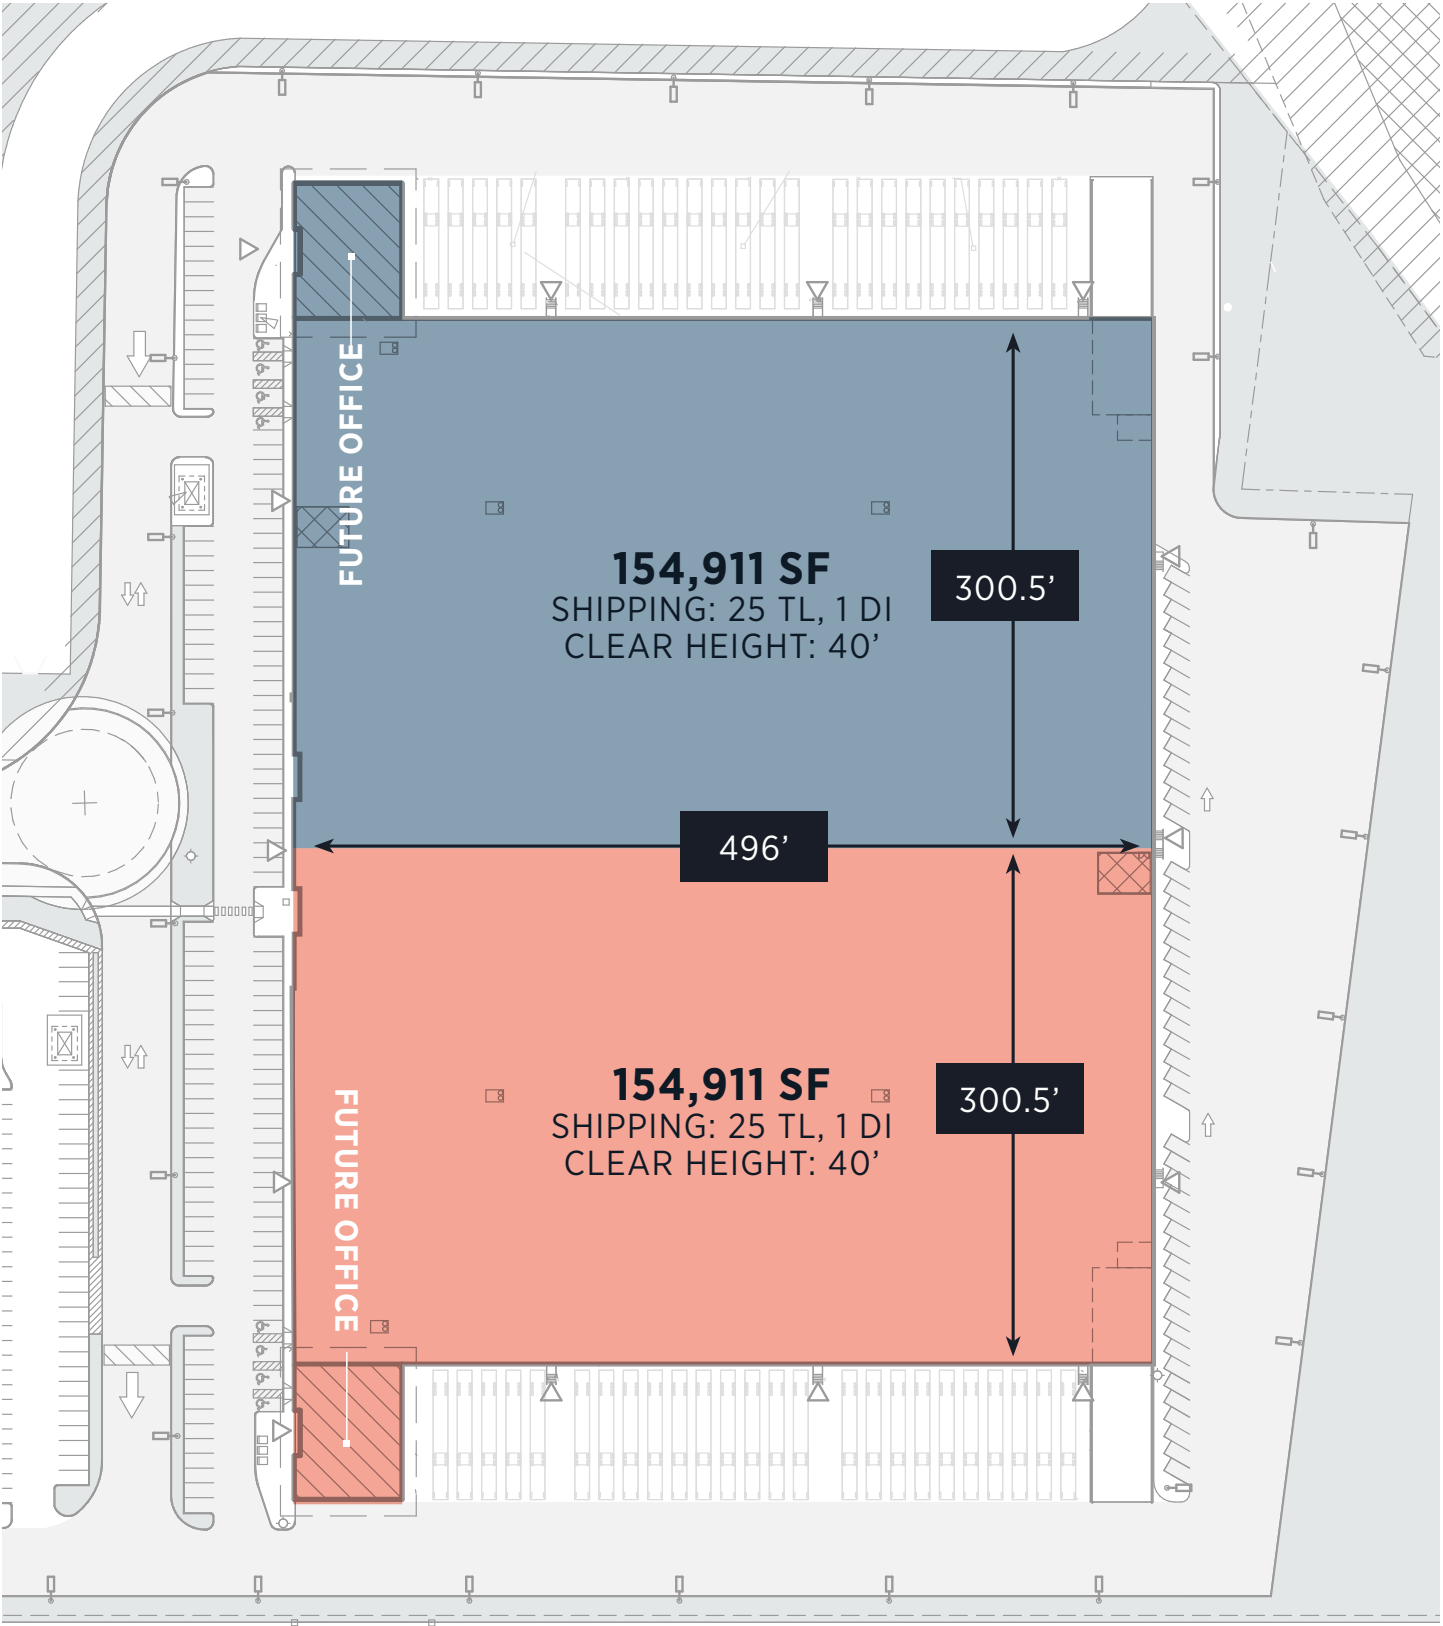 FUTURE OFFICE
154,911 SF
SHIPPING: 25 TL, 1 DI
CLEAR HEIGHT: 40’
300.5’
496’
154,911 SF
SHIPPING: 25 TL, 1 DI
CLEAR HEIGHT: 40’
300.5’
FUTURE OFFICE